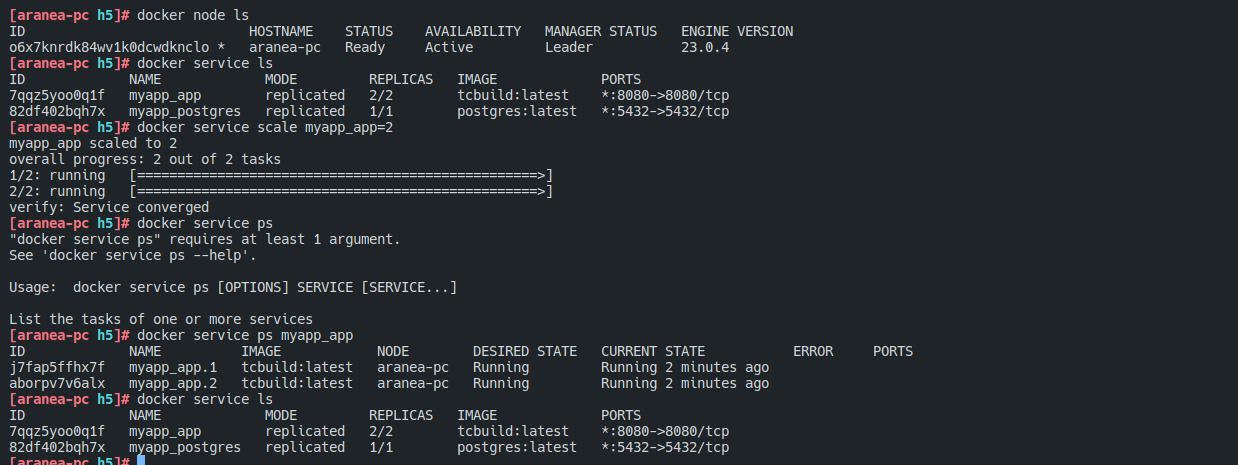 [aranea-pc h5]# docker node ls
ID                            HOSTNAME    STATUS    AVAILABILITY   MANAGER STATUS   ENGINE VERSION
o6x7knrdk84wv1k0dcwdknclo *   aranea-pc   Ready     Active         Leader           23.0.4
[aranea-pc h5]# docker service ls
ID             NAME             MODE         REPLICAS   IMAGE             PORTS
7qqz5yoo0q1f   myapp_app        replicated   2/2        tcbuild:latest    *:8080->8080/tcp
82df402bqh7x   myapp_postgres   replicated   1/1        postgres:latest   *:5432->5432/tcp
[aranea-pc h5]# docker service scale myapp_app=2
myapp_app scaled to 2
overall progress: 2 out of 2 tasks
1/2: running   [==================================================>]
2/2: running   [==================================================>]
verify: Service converged
[aranea-pc h5]# docker service ps
"docker service ps" requires at least 1 argument.
See 'docker service ps --help'.

Usage:  docker service ps [OPTIONS] SERVICE [SERVICE...]

List the tasks of one or more services
[aranea-pc h5]# docker service ps myapp_app
ID             NAME          IMAGE            NODE        DESIRED STATE   CURRENT STATE           ERROR     PORTS
j7fap5ffhx7f   myapp_app.1   tcbuild:latest   aranea-pc   Running         Running 2 minutes ago
aborpv7v6alx   myapp_app.2   tcbuild:latest   aranea-pc   Running         Running 2 minutes ago
[aranea-pc h5]# docker service ls
ID             NAME             MODE         REPLICAS   IMAGE             PORTS
7qqz5yoo0q1f   myapp_app        replicated   2/2        tcbuild:latest    *:8080->8080/tcp
82df402bqh7x   myapp_postgres   replicated   1/1        postgres:latest   *:5432->5432/tcp
[aranea-pc h5]#